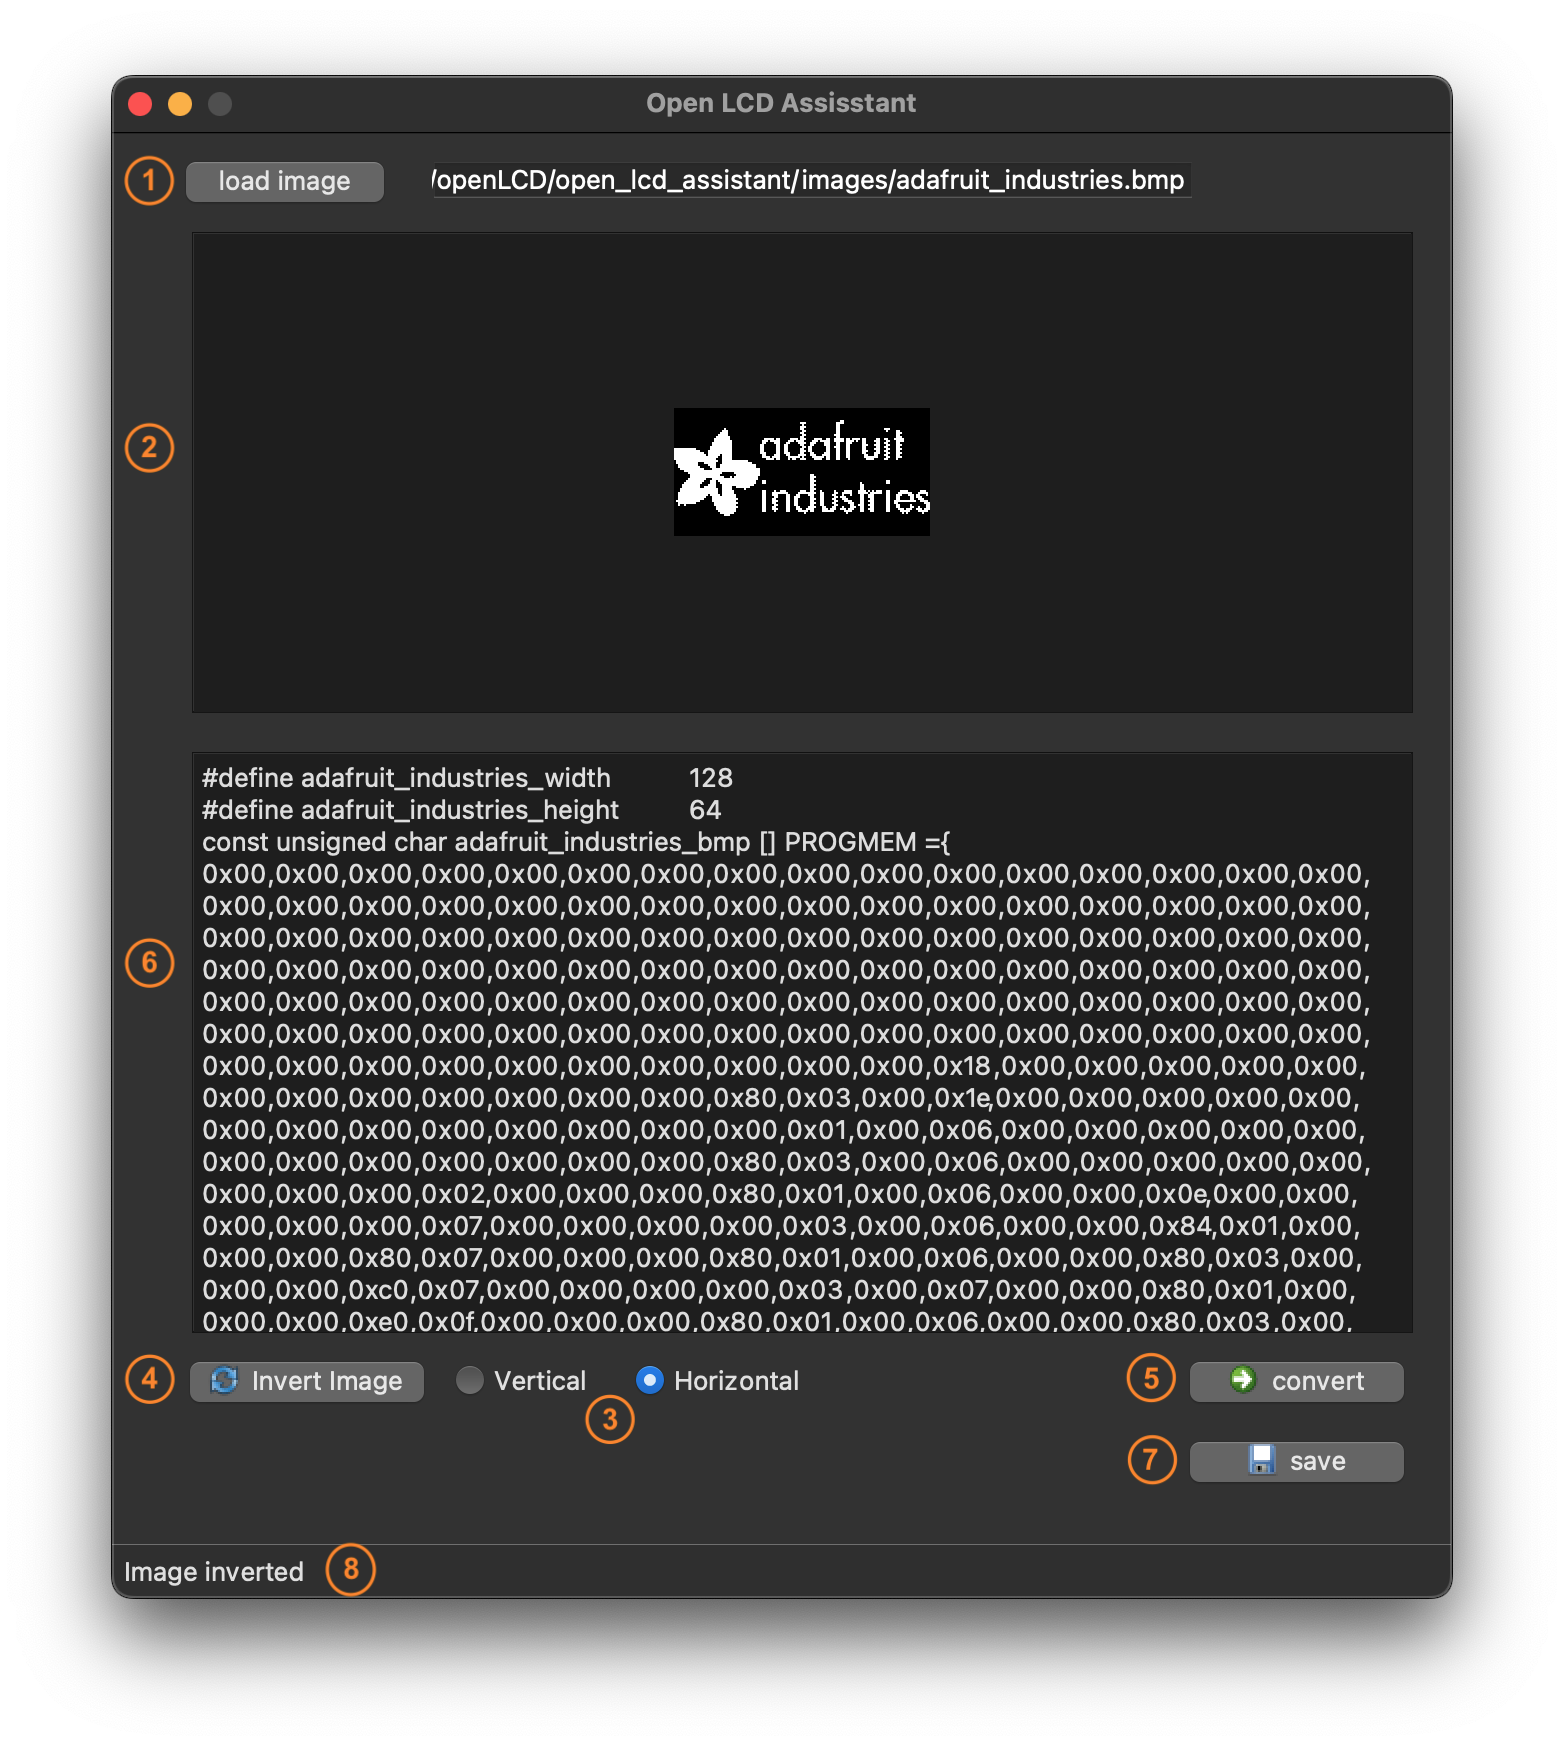 Open LCD Assisstant
1 load image /openLCD/open_lcd_assistant/images/adafruit_industries.bmp
2
adafruit
industries
#define adafruit_industries_width 128
#define adafruit_industries_height 64
const unsigned char adafruit_industries_bmp [] PROGMEM ={
0x00,0x00,0x00,0x00,0x00,0x00,0x00,0x00,0x00,0x00,0x00,0x00,0x00,0x00,0x00,0x00,
0x00,0x00,0x00,0x00,0x00,0x00,0x00,0x00,0x00,0x00,0x00,0x00,0x00,0x00,0x00,0x00,
0x00,0x00,0x00,0x00,0x00,0x00,0x00,0x00,0x00,0x00,0x00,0x00,0x00,0x00,0x00,0x00,
6 0x00,0x00,0x00,0x00,0x00,0x00,0x00,0x00,0x00,0x00,0x00,0x00,0x00,0x00,0x00,0x00,
0x00,0x00,0x00,0x00,0x00,0x00,0x00,0x00,0x00,0x00,0x00,0x00,0x00,0x00,0x00,0x00,
0x00,0x00,0x00,0x00,0x00,0x00,0x00,0x00,0x00,0x00,0x00,0x00,0x00,0x00,0x00,0x00,
0x00,0x00,0x00,0x00,0x00,0x00,0x00,0x00,0x00,0x00,0x18,0x00,0x00,0x00,0x00,0x00,
0x00,0x00,0x00,0x00,0x00,0x00,0x00,0x80,0x03,0x00,0x1e,0x00,0x00,0x00,0x00,0x00,
0x00,0x00,0x00,0x00,0x00,0x00,0x00,0x00,0x01,0x00,0x06,0x00,0x00,0x00,0x00,0x00,
0x00,0x00,0x00,0x00,0x00,0x00,0x00,0x80,0x03,0x00,0x06,0x00,0x00,0x00,0x00,0x00,
0x00,0x00,0x00,0x02,0x00,0x00,0x00,0x80,0x01,0x00,0x06,0x00,0x00,0x0e,0x00,0x00,
0x00,0x00,0x00,0x07,0x00,0x00,0x00,0x00,0x03,0x00,0x06,0x00,0x00,0x84,0x01,0x00,
0x00,0x00,0x80,0x07,0x00,0x00,0x00,0x80,0x01,0x00,0x06,0x00,0x00,0x80,0x03,0x00,
0x00,0x00,0xc0,0x07,0x00,0x00,0x00,0x00,0x03,0x00,0x07,0x00,0x00,0x80,0x01,0x00,
0x00,0x00,0xe0,0x0f,0x00,0x00,0x00,0x80,0x01,0x00,0x06,0x00,0x00,0x80,0x03,0x00,
4 Invert Image Vertical Horizontal 5 convert
3
7 save
Image inverted 8